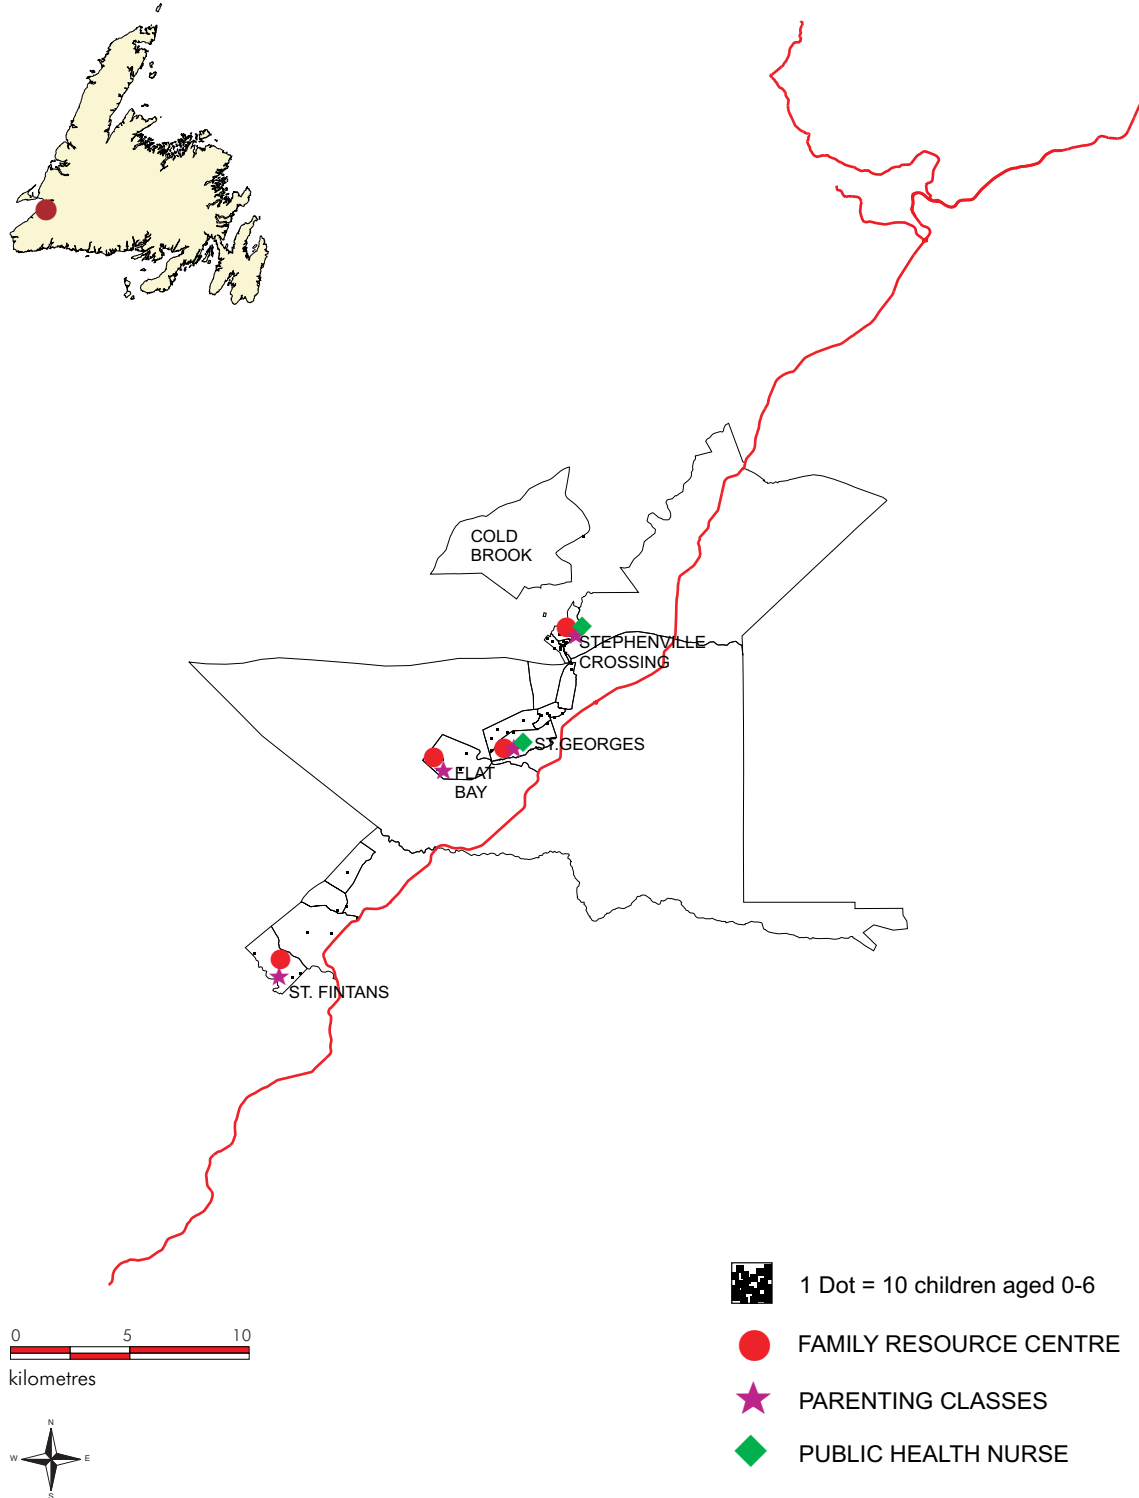 COLD
BROOK
STEPHENVILLE
CROSSING
ST.GEORGES
FLAT
BAY
ST. FINTANS
1 Dot = 10 children aged 0-6
FAMILY RESOURCE CENTRE
PARENTING CLASSES
PUBLIC HEALTH NURSE
0 5 10
kilometres
N
W E
S